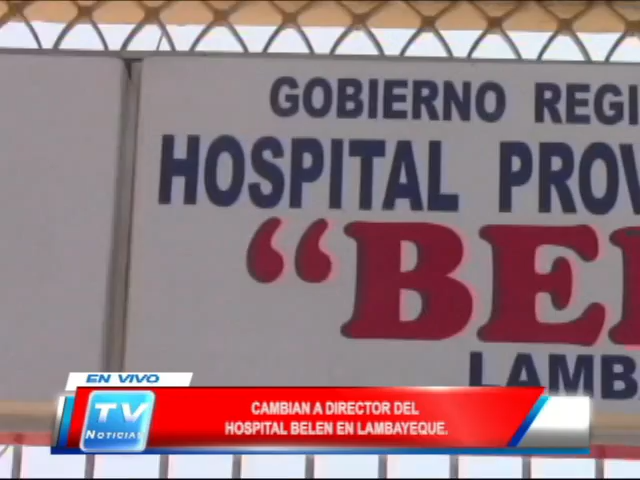 GOBIERNO REGI
HOSPITAL PROV
"BE
LAMB
EN VIVO
TV
NOTICIAS
CAMBIAN A DIRECTOR DEL
HOSPITAL BELEN EN LAMBAYEQUE.